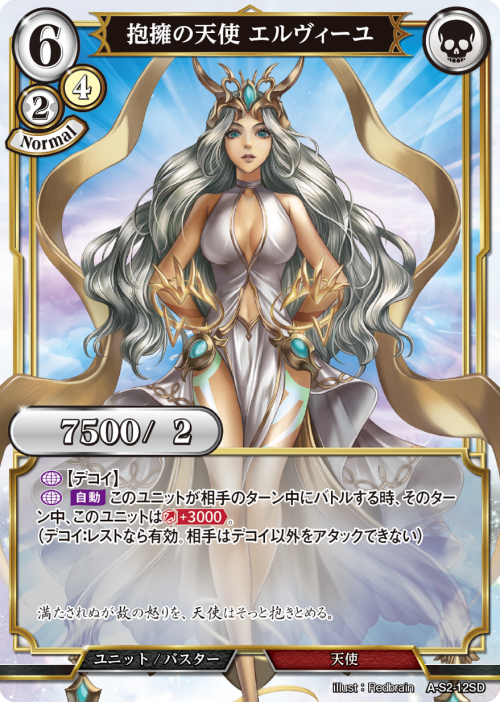 6
抱擁の天使 エルヴィーユ
2
4
Normal
7500/ 2
【デコイ】
自動 このユニットが相手のターン中にバトルする時、そのター
ン中、このユニットは +3000 。
(デコイ:レストなら有効。相手はデコイ以外をアタックできない)
満たされぬが故の怒りを、天使はそっと抱きとめる。
ユニット / バスター
天使
illust : Redbrain A-S2-12SD